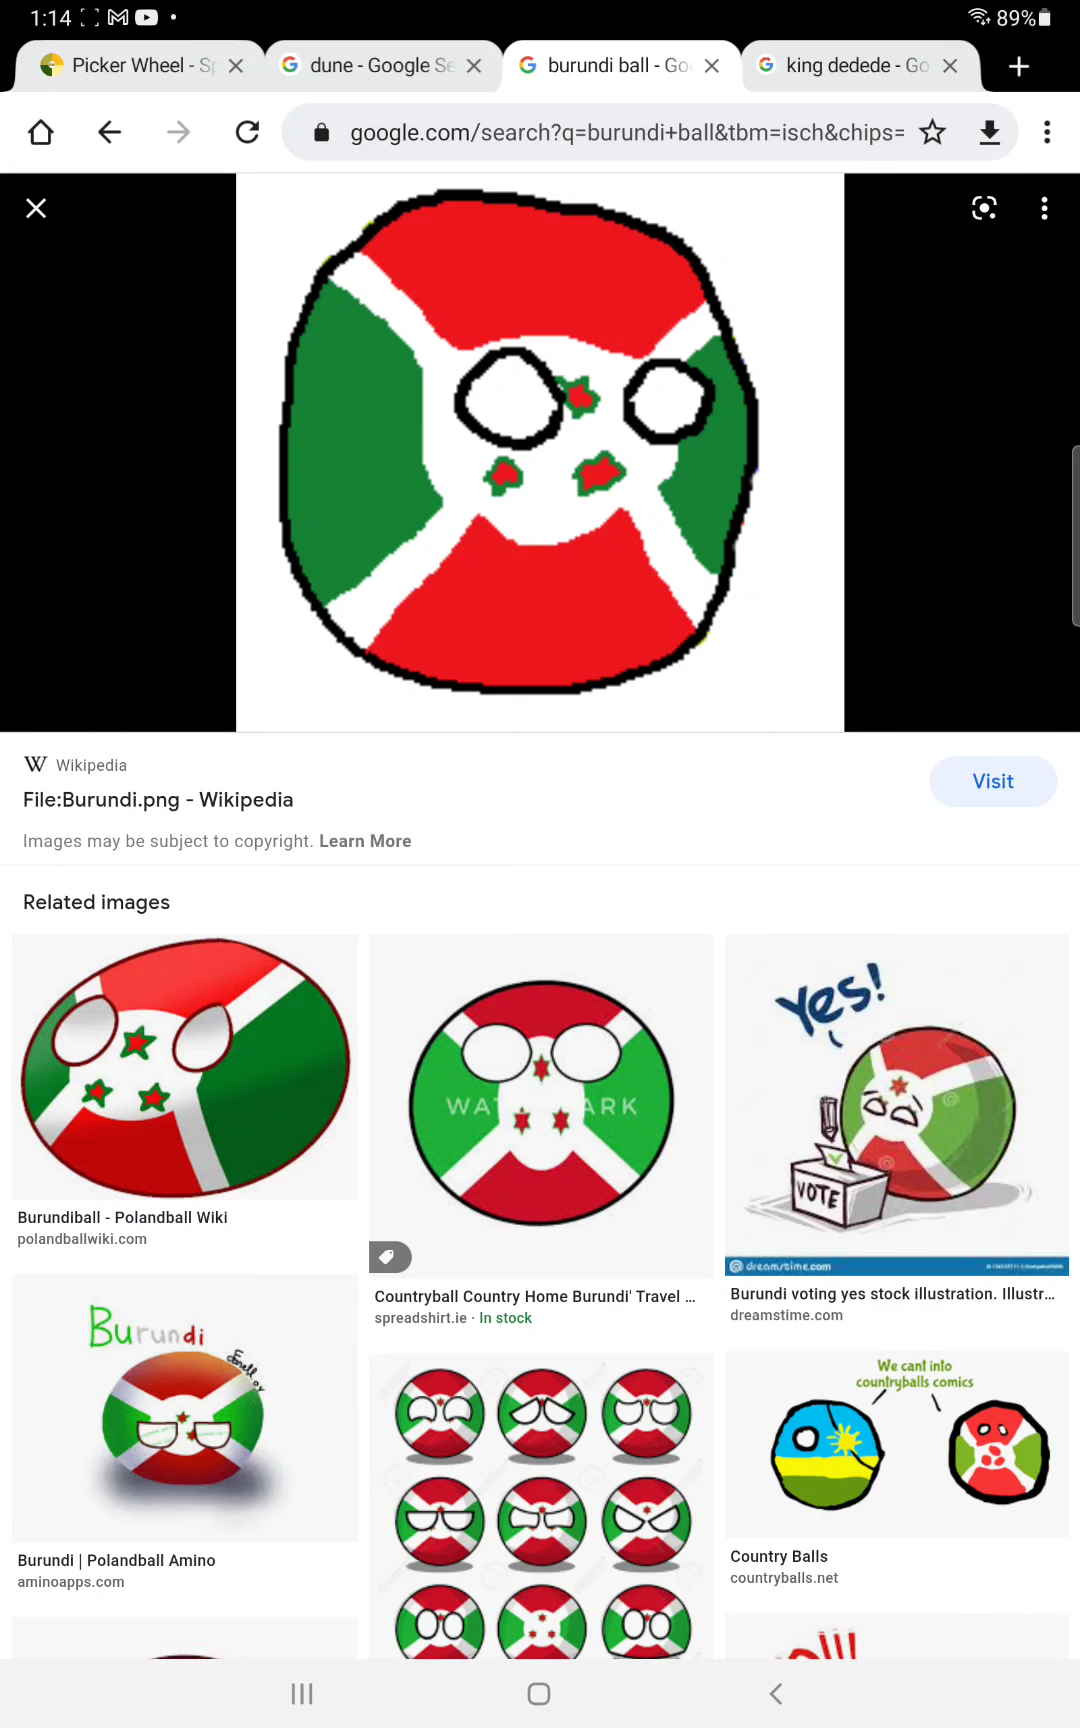 1:14
89%
Picker Wheel - Sp
dune - Google Se
burundi ball - Goo
king dedede - Go
google.com/search?q=burundi+ball&tbm=isch&chips=
W Wikipedia
File:Burundi.png - Wikipedia
Visit
Images may be subject to copyright. Learn More
Related images
Burundiball - Polandball Wiki
polandballwiki.com
WA ARK
Countryball Country Home Burundi' Travel ...
spreadshirt.ie · In stock
Yes!
VOTE
dreamstime.com
Burundi voting yes stock illustration. Illustr...
dreamstime.com
Burundi
Burundi | Polandball Amino
aminoapps.com
We cant into
countryballs comics
Country Balls
countryballs.net